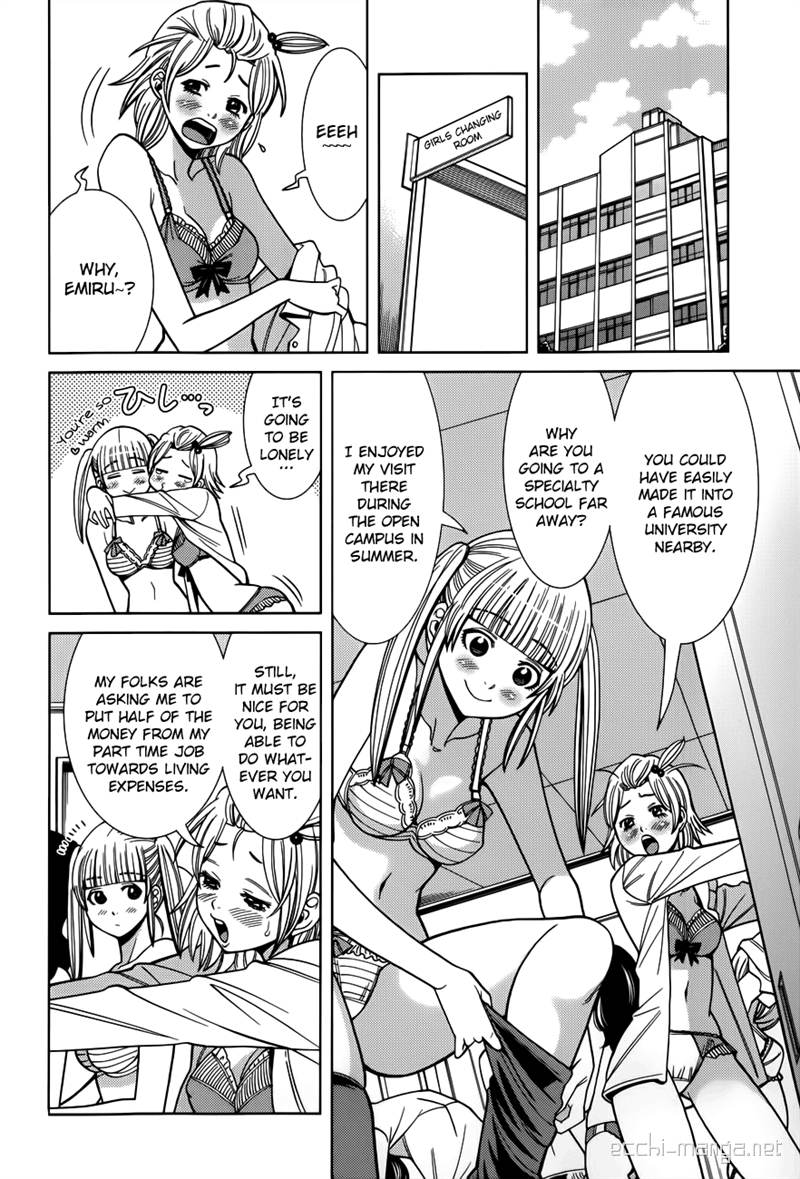 GIRLS CHANGING
ROOM
EEEH
~~~~
WHY,
EMIRU~?
YOU COULD
HAVE EASILY
MADE IT INTO
A FAMOUS
UNIVERSITY
NEARBY.
WHY
ARE YOU
GOING TO A
SPECIALTY
SCHOOL FAR
AWAY?
I ENJOYED
MY VISIT
THERE
DURING
THE OPEN
CAMPUS IN
SUMMER.
IT'S
GOING
TO BE
LONELY
...
ひし…っ
You're so
warm
STILL,
IT MUST BE
NICE FOR
YOU, BEING
ABLE TO
DO WHAT-
EVER YOU
WANT.
MY FOLKS ARE
ASKING ME TO
PUT HALF OF THE
MONEY FROM MY
PART TIME JOB
TOWARDS LIVING
EXPENSES.
ecchi-manga.net